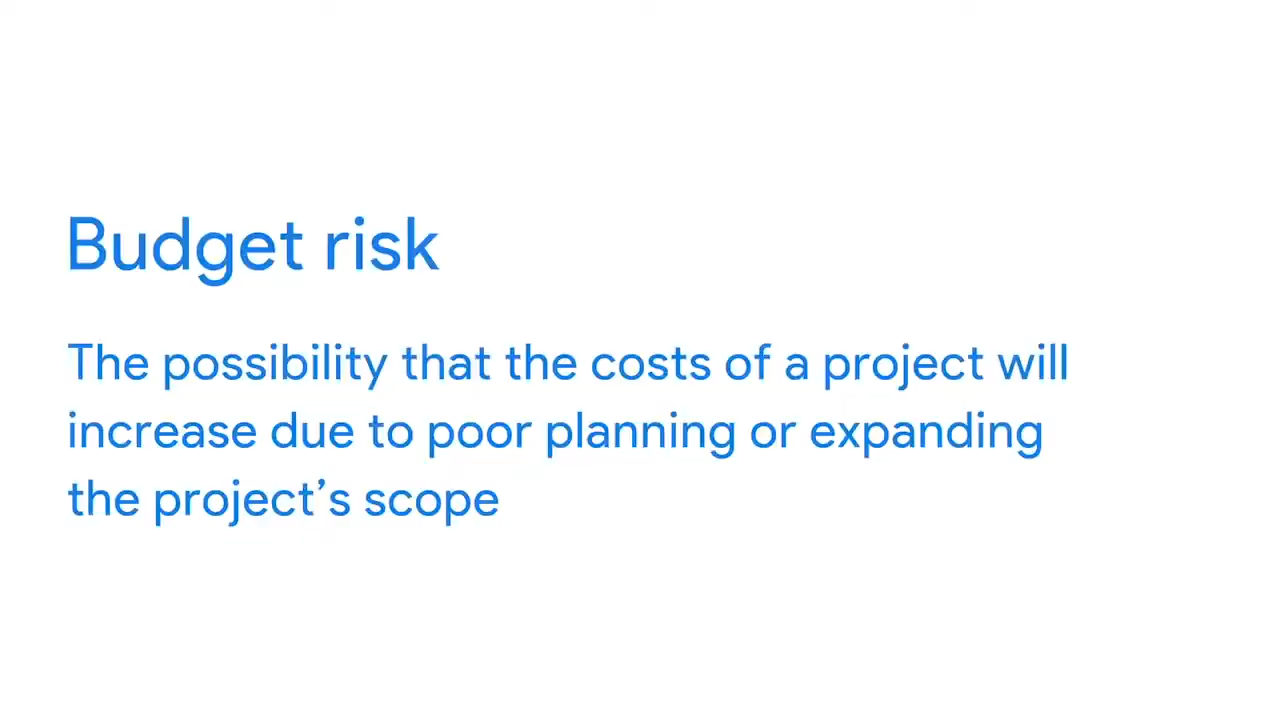 Budget risk
The possibility that the costs of a project will
increase due to poor planning or expanding
the project’s scope